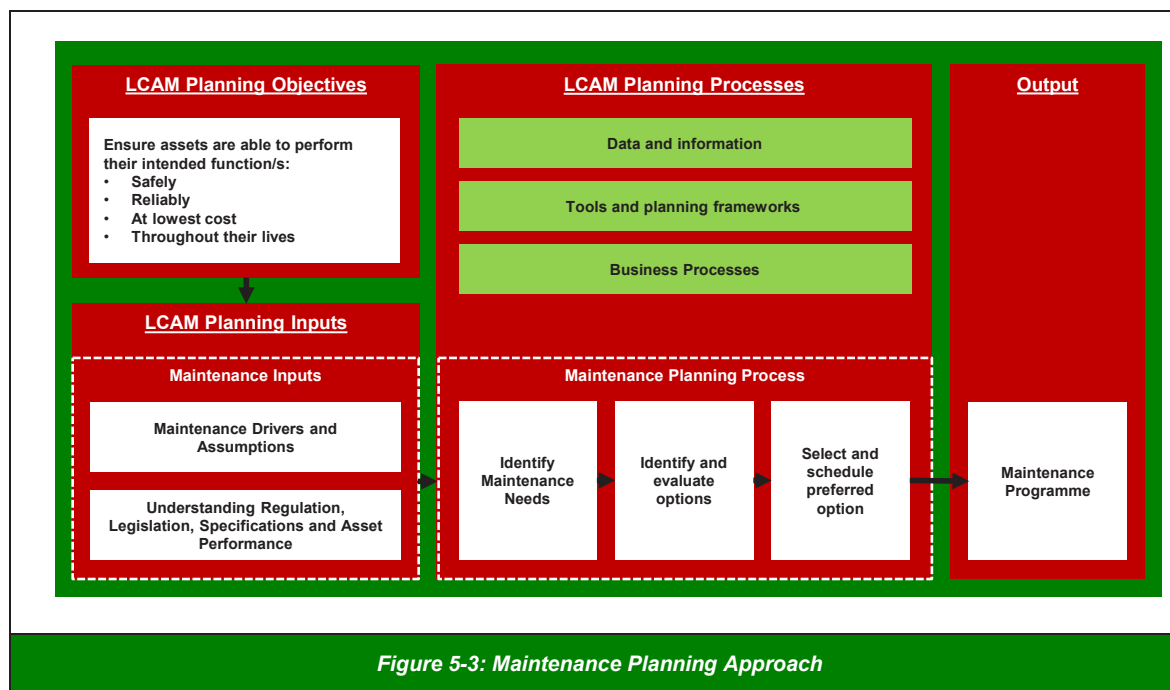 LCAM Planning Objectives
Ensure assets are able to perform
their intended function/s:
• Safely
• Reliably
• At lowest cost
• Throughout their lives
LCAM Planning Inputs
Maintenance Inputs
Maintenance Drivers and
Assumptions
Understanding Regulation,
Legislation, Specifications and Asset
Performance
LCAM Planning Processes
Data and information
Tools and planning frameworks
Business Processes
Maintenance Planning Process
Identify
Maintenance
Needs
Identify and
evaluate
options
Select and
schedule
preferred
option
Output
Maintenance
Programme
Figure 5-3: Maintenance Planning Approach